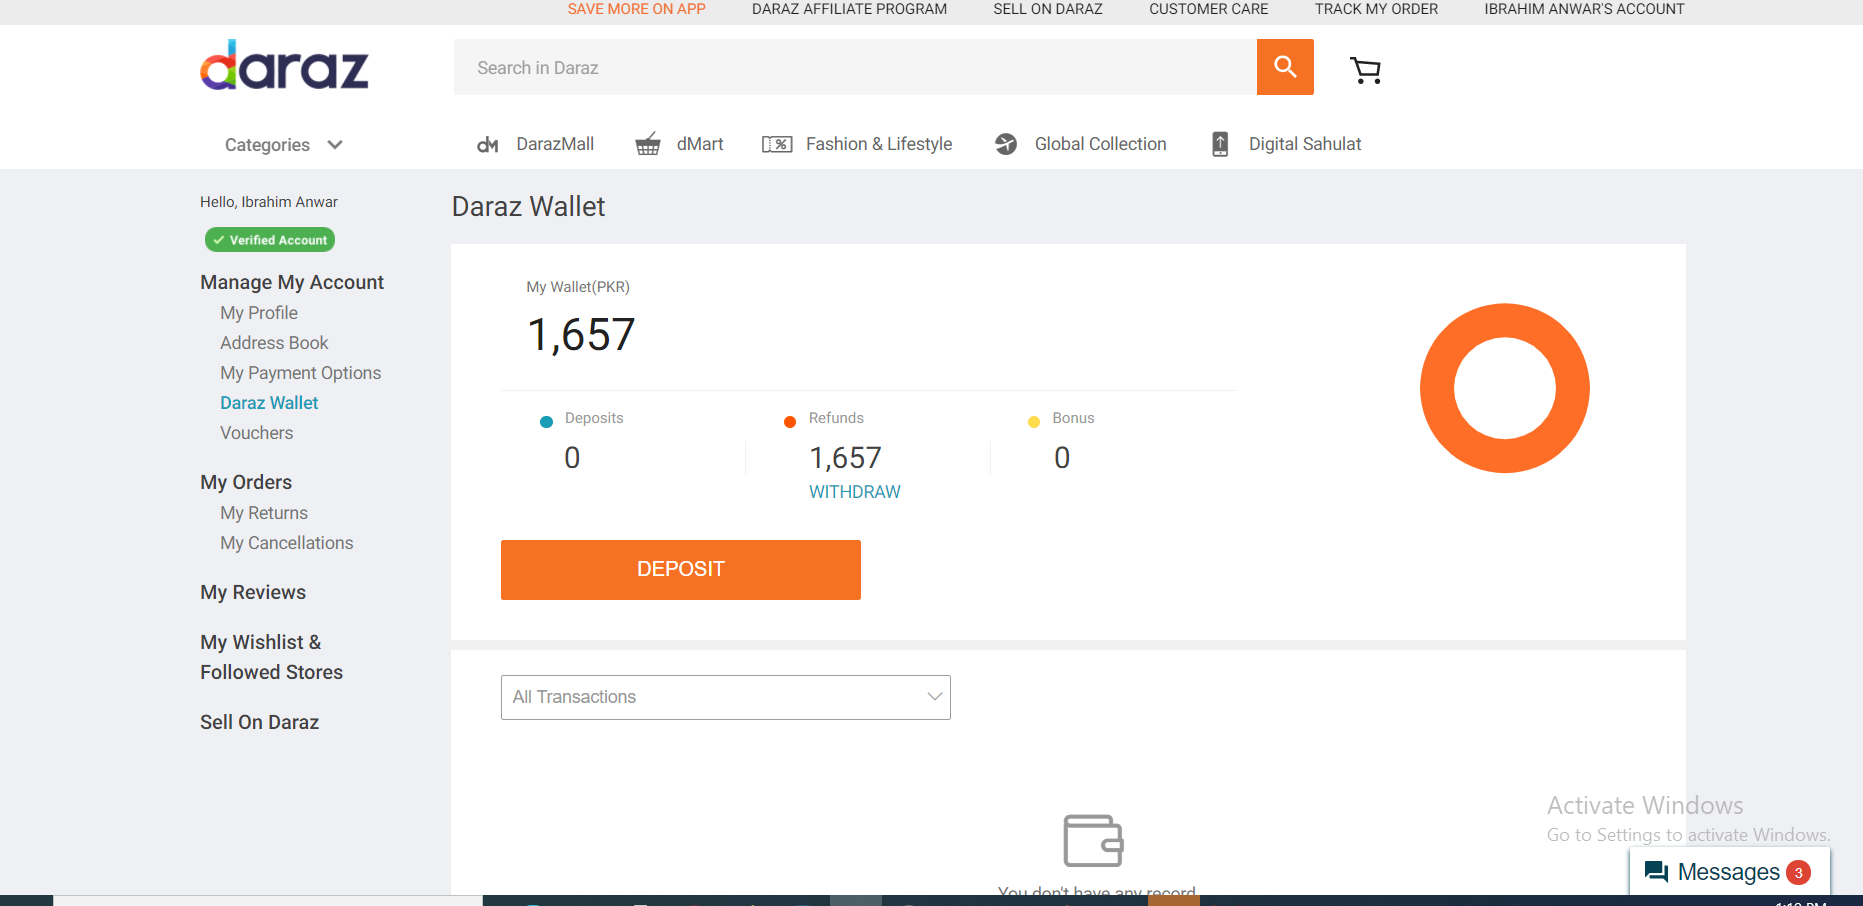 SAVE MORE ON APP DARAZ AFFILIATE PROGRAM SELL ON DARAZ CUSTOMER CARE TRACK MY ORDER IBRAHIM ANWAR'S ACCOUNT
daraz
Search in Daraz
Categories
dM DarazMall dMart % Fashion & Lifestyle Global Collection Digital Sahulat
Hello, Ibrahim Anwar
Verified Account
Manage My Account
My Profile
Address Book
My Payment Options
Daraz Wallet
Vouchers
My Orders
My Returns
My Cancellations
My Reviews
My Wishlist &
Followed Stores
Sell On Daraz
Daraz Wallet
My Wallet(PKR)
1,657
Deposits
0
Refunds
1,657
WITHDRAW
Bonus
0
DEPOSIT
All Transactions
You don't have any record
Activate Windows
Go to Settings to activate Windows.
Messages 3